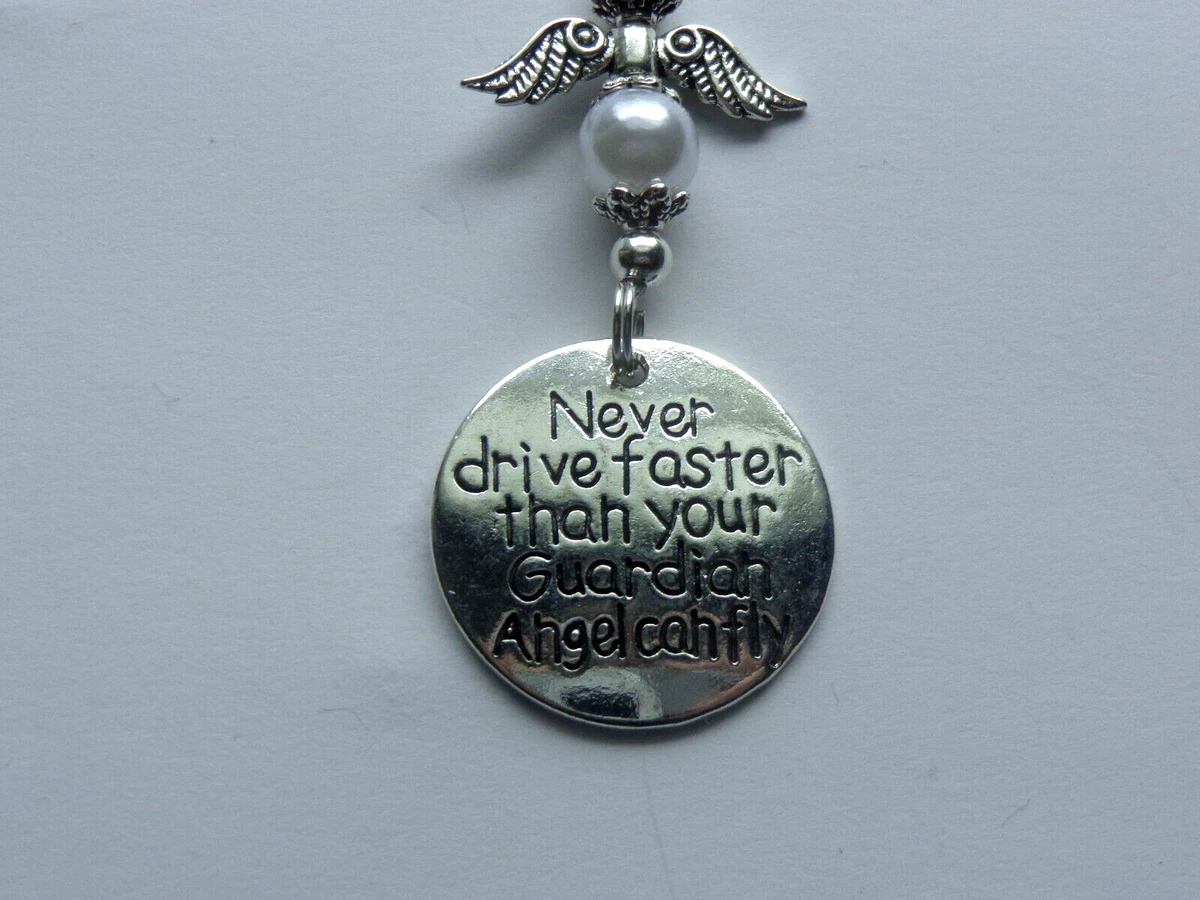 Never
drive faster
than your
Guardian
Angel can fly